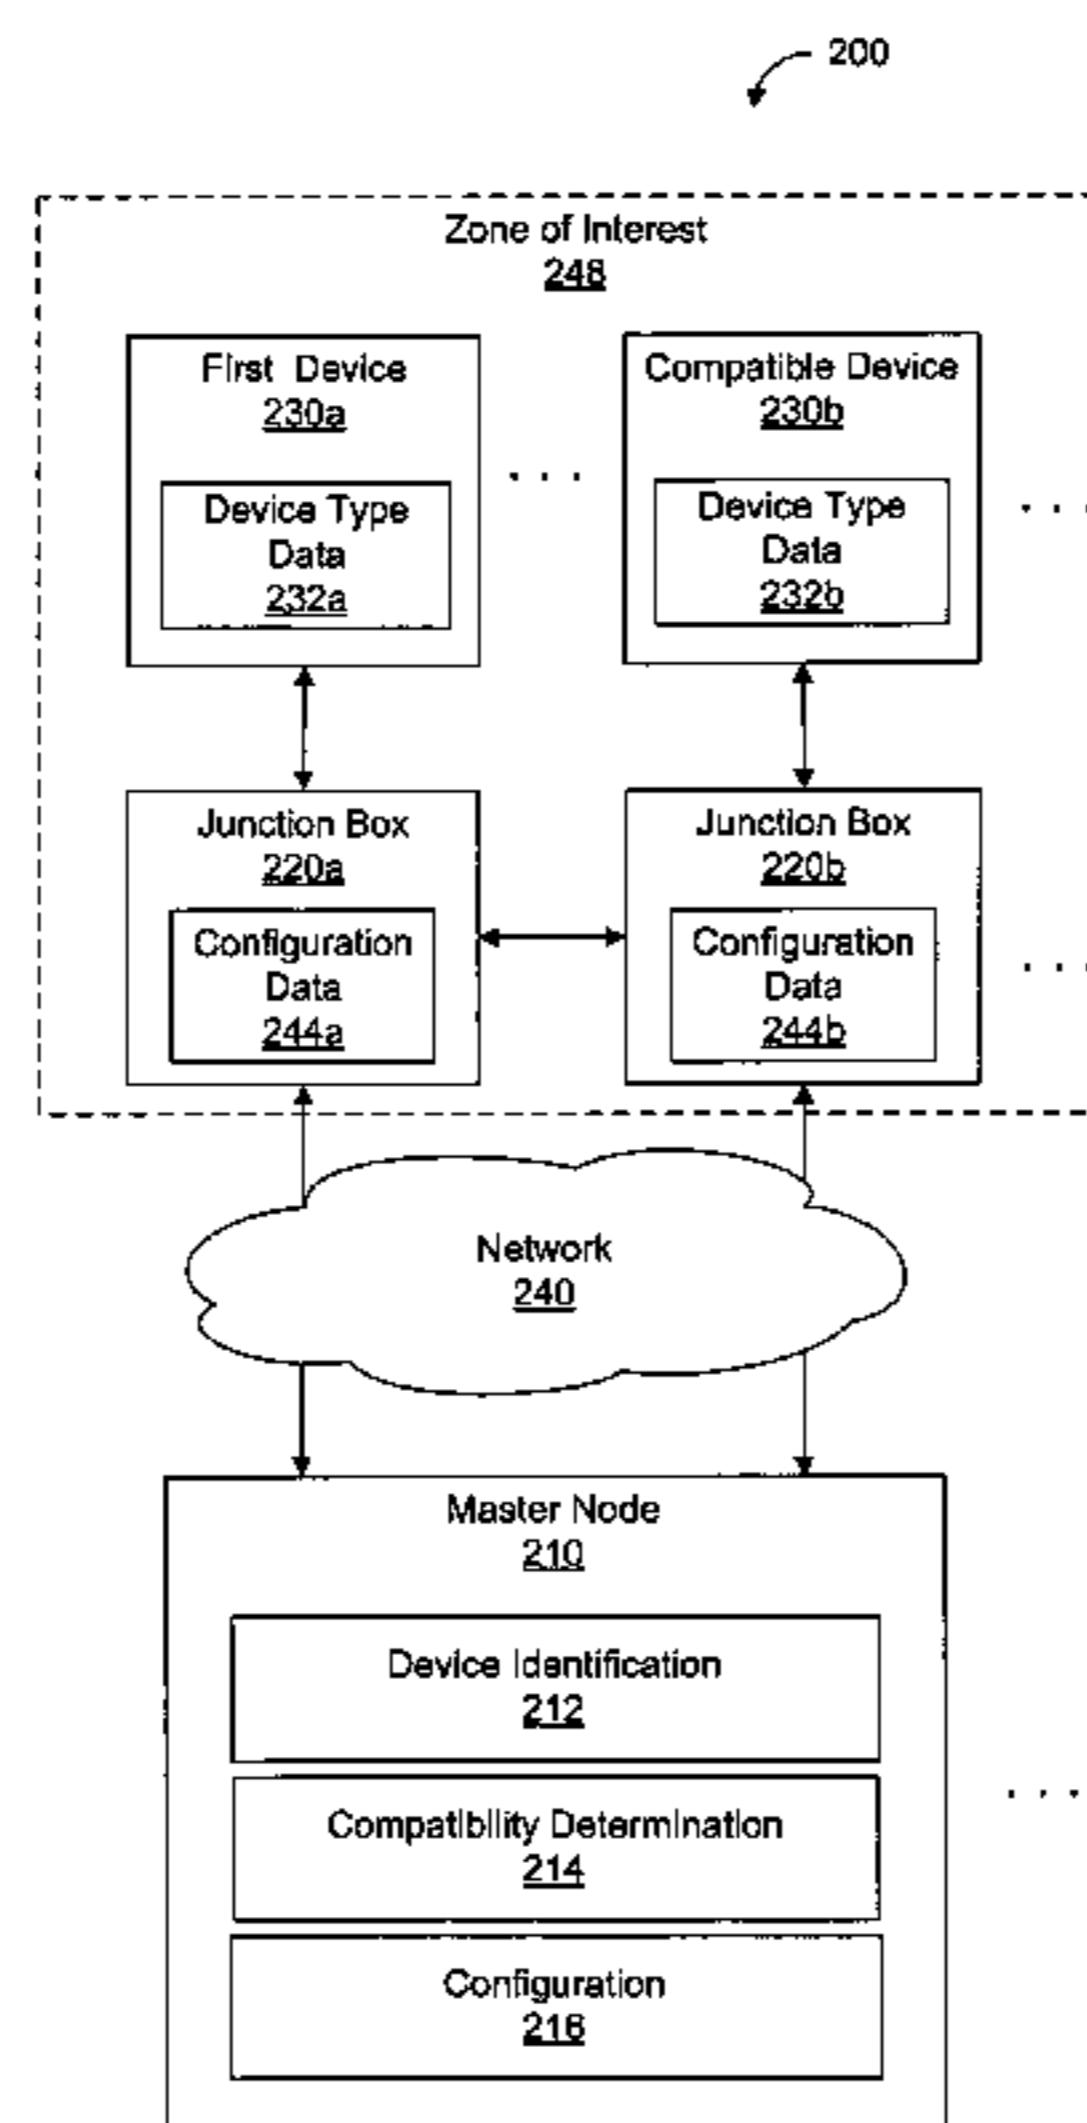 200
Zone of Interest
248
First Device
230a
Device Type
Data
232a
. . .
Compatible Device
230b
Device Type
Data
232b
. . .
Junction Box
220a
Configuration
Data
244a
Junction Box
220b
Configuration
Data
244b
. . .
Network
240
Master Node
210
Device Identification
212
Compatibility Determination
214
. . .
Configuration
216